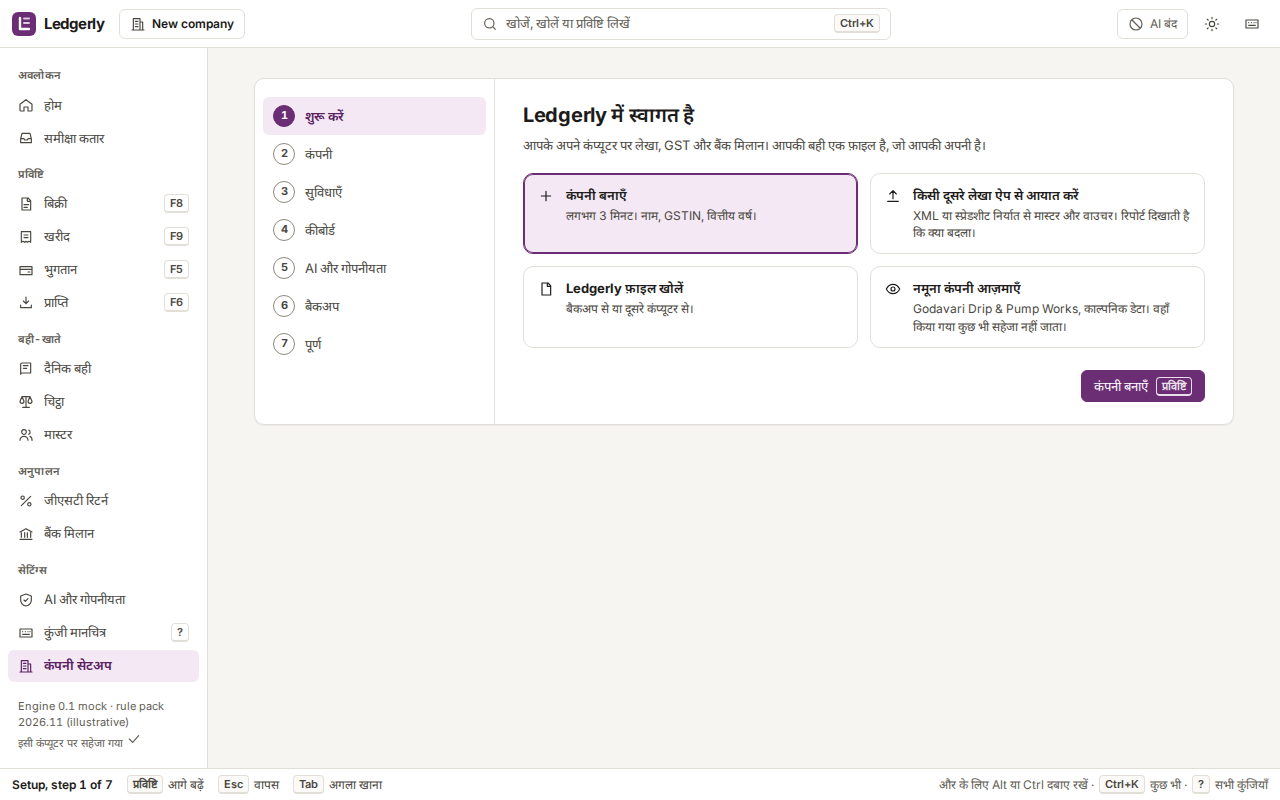 Ledgerly
New company
खोजें, खोलें या प्रविष्टि लिखें
Ctrl+K
AI बंद
अवलोकन
होम
समीक्षा कतार
प्रविष्टि
बिक्री F8
खरीद F9
भुगतान F5
प्राप्ति F6
बही-खाते
दैनिक बही
चिट्ठा
मास्टर
अनुपालन
जीएसटी रिटर्न
बैंक मिलान
सेटिंग्स
AI और गोपनीयता
कुंजी मानचित्र ?
कंपनी सेटअप
Engine 0.1 mock · rule pack
2026.11 (illustrative)
इसी कंप्यूटर पर सहेजा गया
1 शुरू करें
2 कंपनी
3 सुविधाएँ
4 कीबोर्ड
5 AI और गोपनीयता
6 बैकअप
7 पूर्ण
Ledgerly में स्वागत है
आपके अपने कंप्यूटर पर लेखा, GST और बैंक मिलान। आपकी बही एक फ़ाइल है, जो आपकी अपनी है।
कंपनी बनाएँ
लगभग 3 मिनट। नाम, GSTIN, वित्तीय वर्ष।
किसी दूसरे लेखा ऐप से आयात करें
XML या स्प्रेडशीट निर्यात से मास्टर और वाउचर। रिपोर्ट दिखाती है
कि क्या बदला।
Ledgerly फ़ाइल खोलें
बैकअप से या दूसरे कंप्यूटर से।
नमूना कंपनी आज़माएँ
Godavari Drip & Pump Works, काल्पनिक डेटा। वहाँ
किया गया कुछ भी सहेजा नहीं जाता।
कंपनी बनाएँ प्रविष्टि
Setup, step 1 of 7 प्रविष्टि आगे बढ़ें Esc वापस Tab अगला खाना
और के लिए Alt या Ctrl दबाए रखें · Ctrl+K कुछ भी · ? सभी कुंजियाँ